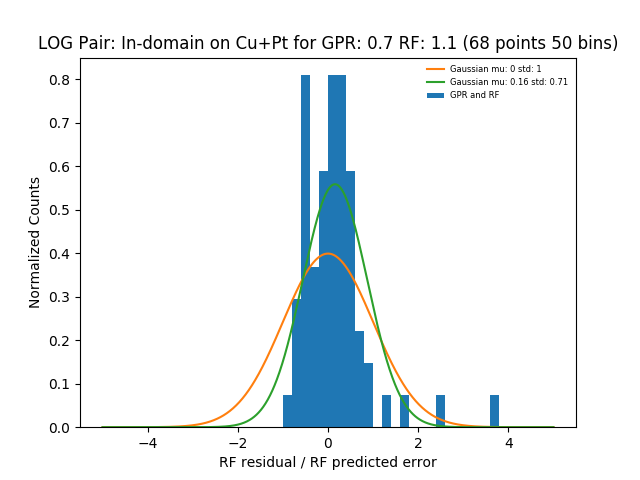 LOG Pair: In-domain on Cu+Pt for GPR: 0.7 RF: 1.1 (68 points 50 bins)
Gaussian mu: 0 std: 1
Gaussian mu: 0.16 std: 0.71
GPR and RF
Normalized Counts
0.8
0.7
0.6
0.5
0.4
0.3
0.2
0.1
0.0
−4 −2 0 2 4
RF residual / RF predicted error